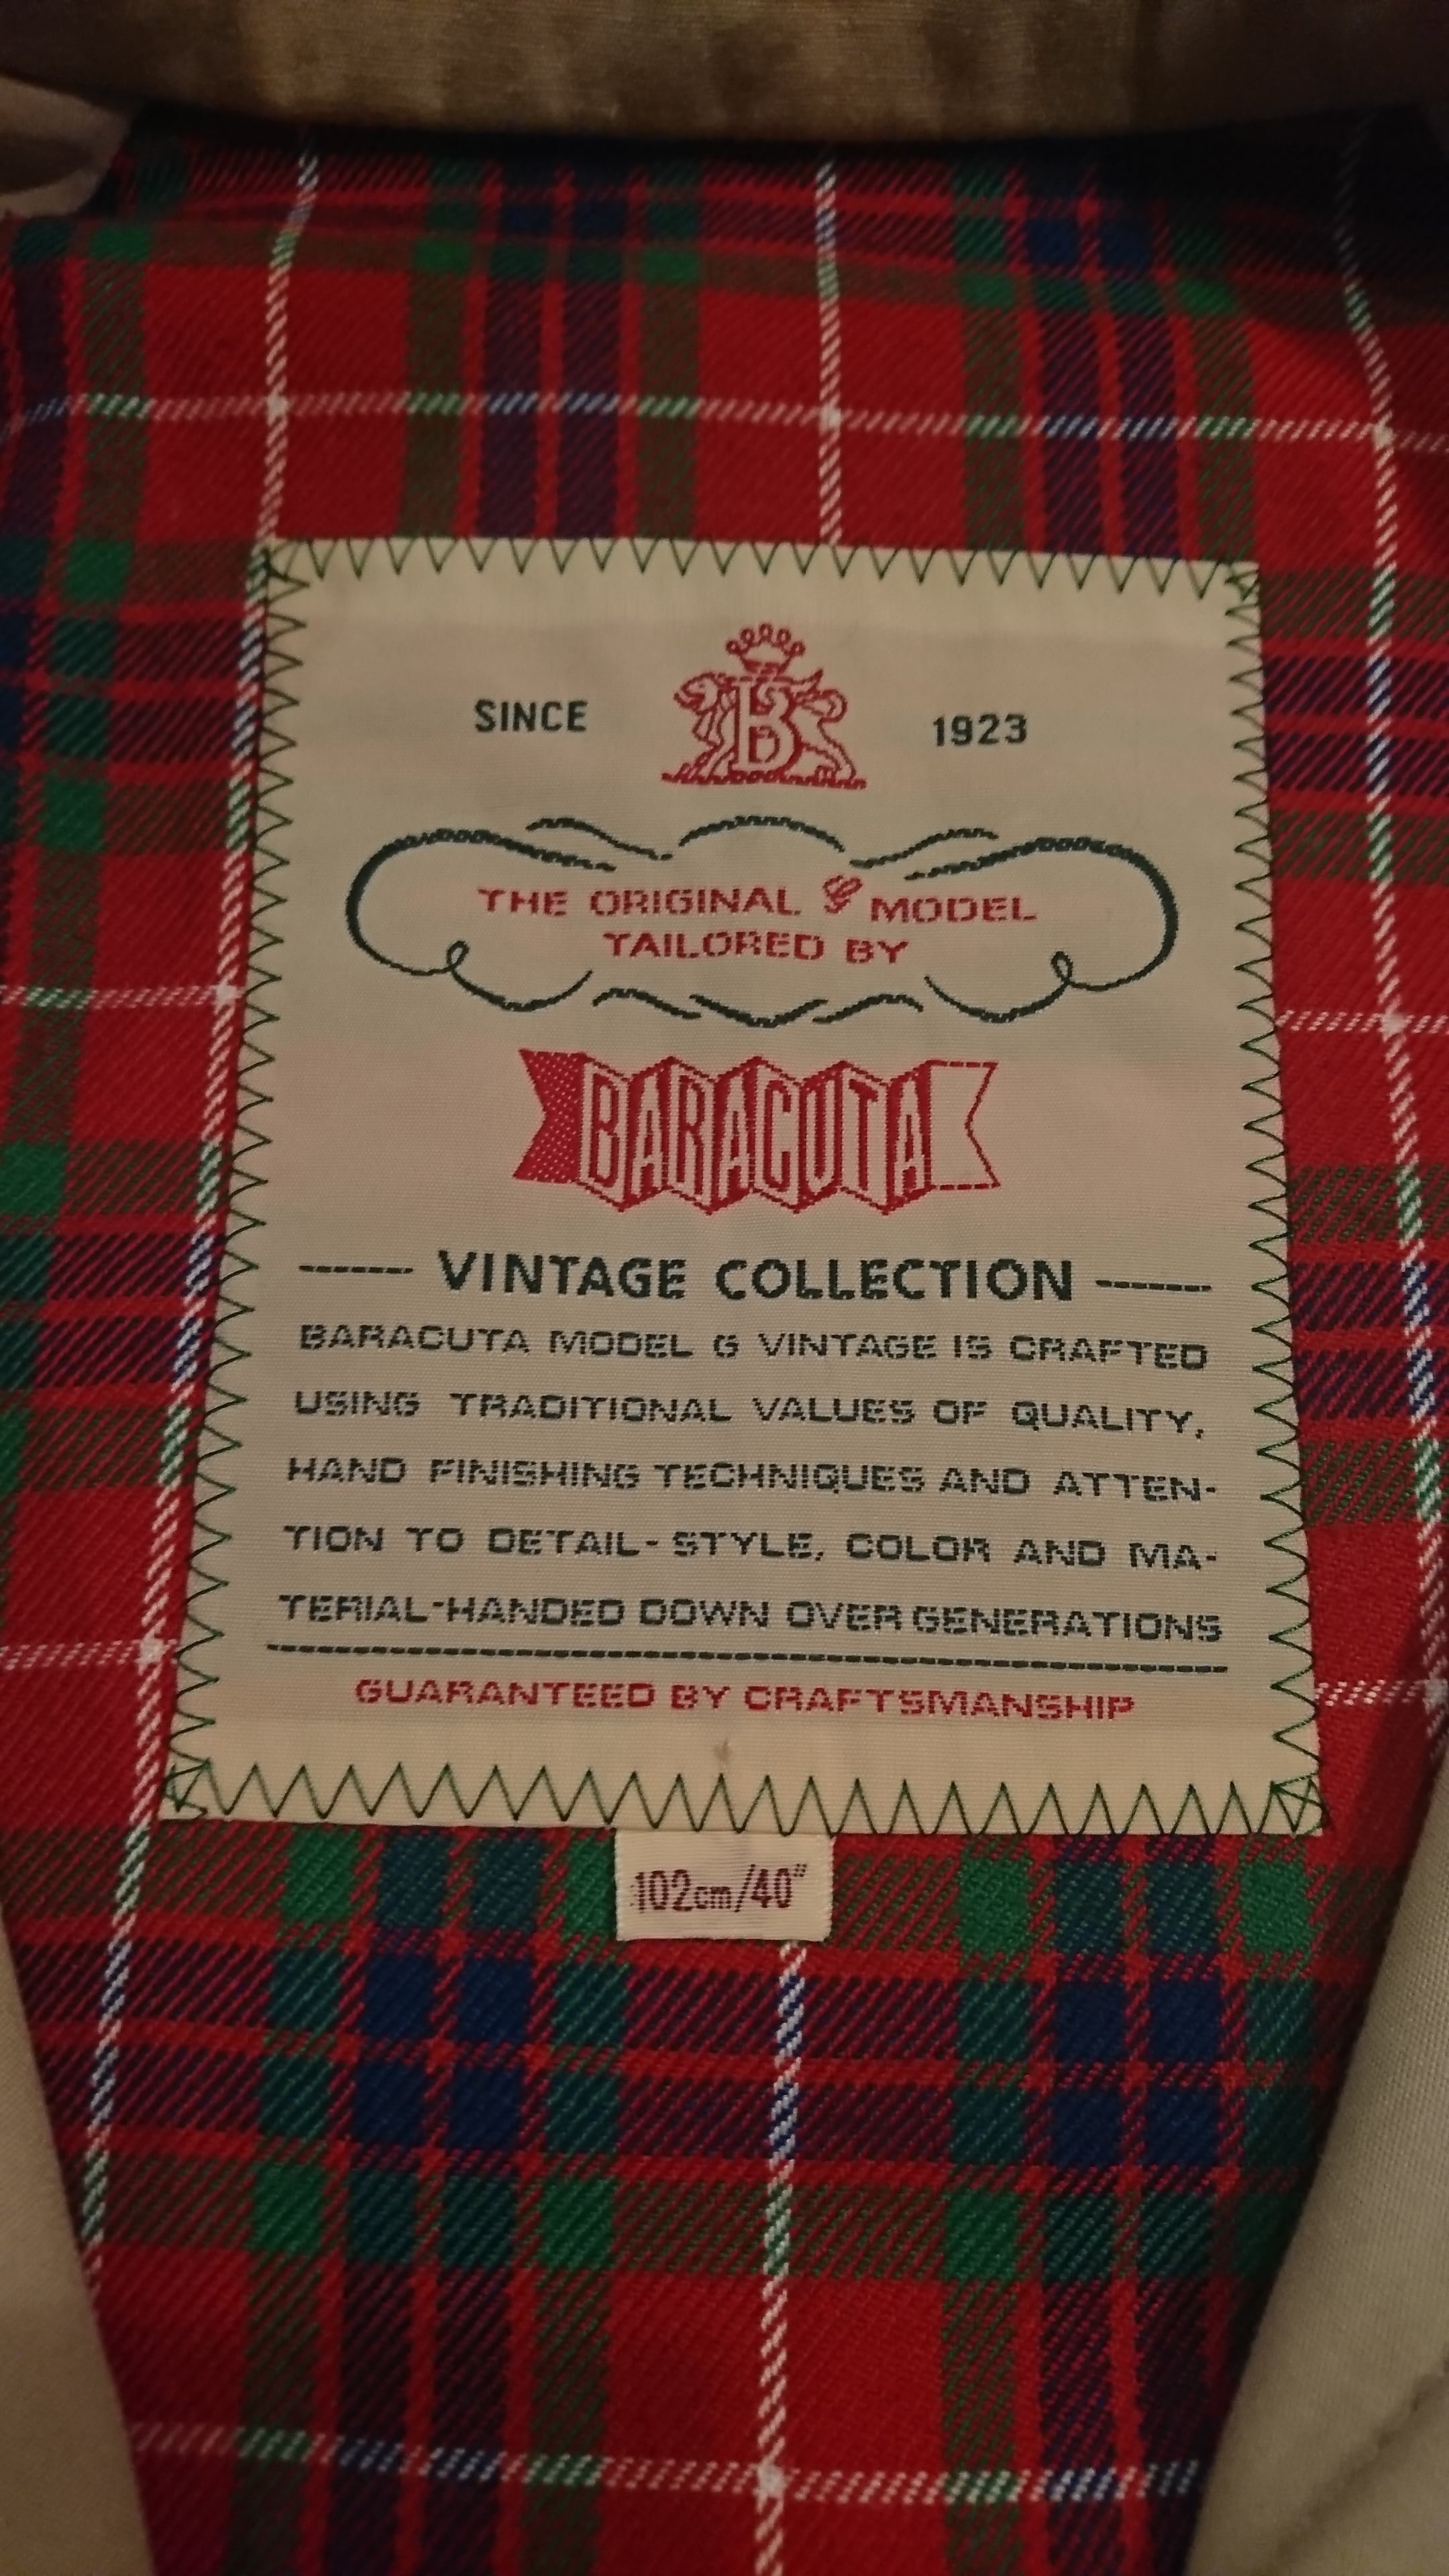 SINCE B 1923
THE ORIGINAL G MODEL
TAILORED BY
BARACUTA
------ VINTAGE COLLECTION ------
BARACUTA MODEL G VINTAGE IS CRAFTED
USING TRADITIONAL VALUES OF QUALITY,
HAND FINISHING TECHNIQUES AND ATTEN-
TION TO DETAIL- STYLE, COLOR AND MA-
TERIAL-HANDED DOWN OVER GENERATIONS
GUARANTEED BY CRAFTSMANSHIP
102cm/40"